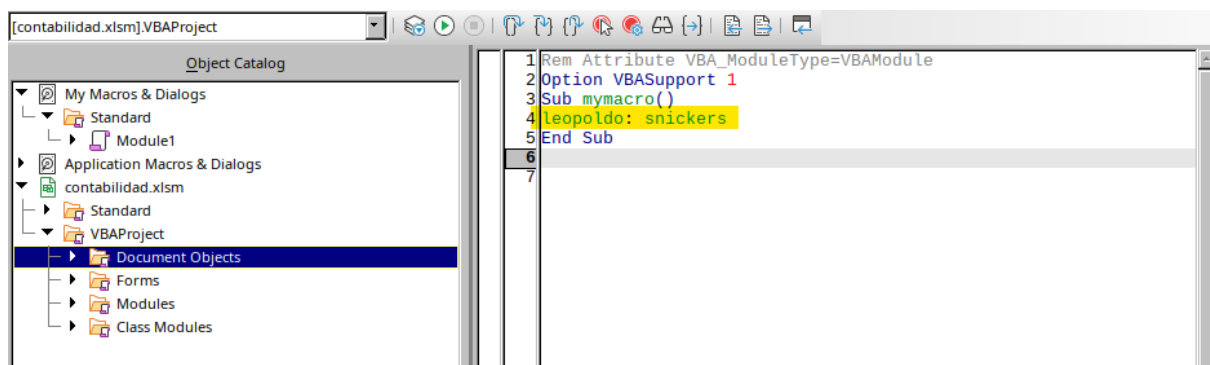 [contabilidad.xlsm].VBAProject
Object Catalog
My Macros & Dialogs
Standard
Module1
Application Macros & Dialogs
contabilidad.xlsm
Standard
VBAProject
Document Objects
Forms
Modules
Class Modules
1 Rem Attribute VBA_ModuleType=VBAModule
2 Option VBASupport 1
3 Sub mymacro()
4 leopoldo: snickers
5 End Sub
6
7